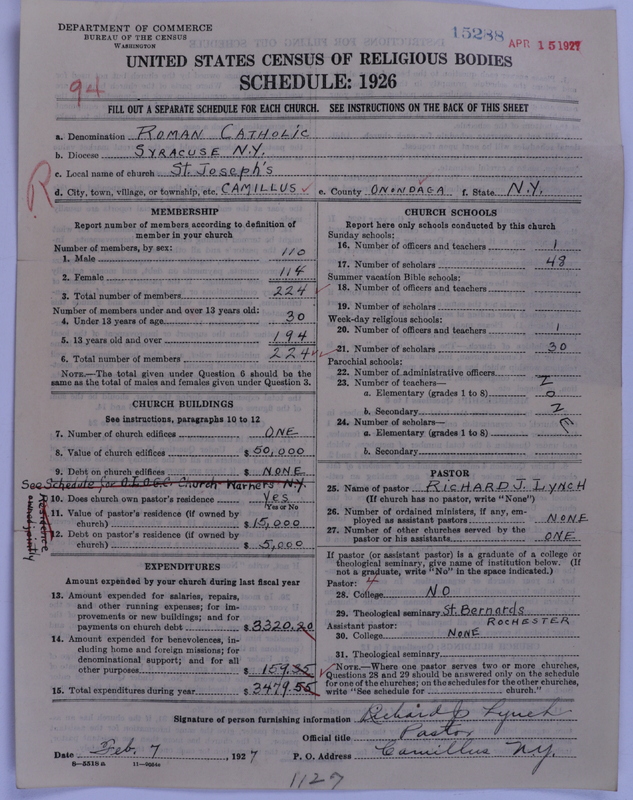 DEPARTMENT OF COMMERCE
BUREAU OF THE CENSUS
WASHINGTON
15288
APR 15 1927
UNITED STATES CENSUS OF RELIGIOUS BODIES
SCHEDULE: 1926
94
FILL OUT A SEPARATE SCHEDULE FOR EACH CHURCH. SEE INSTRUCTIONS ON THE BACK OF THIS SHEET
a. Denomination ROMAN CATHOLIC
b. Diocese SYRACUSE N.Y.
c. Local name of church St. Joseph's
R
d. City, town, village, or township, etc. CAMILLUS e. County ONONDAGA f. State N.Y.
MEMBERSHIP
Report number of members according to definition of
member in your church
Number of members, by sex:
1. Male 110
2. Female 114
3. Total number of members 224
Number of members under and over 13 years old:
4. Under 13 years of age 30
5. 13 years old and over 194
6. Total number of members 224
NOTE.—The total given under Question 6 should be
same as the total of males and females given under Question 3.
CHURCH BUILDINGS
See instructions, paragraphs 10 to 12
7. Number of church edifices ONE
8. Value of church edifices $ 50,000
9. Debt on church edifices $ NONE
See Schedule for O.L.O.G.C. Church Warners N.Y.
Residence
owned jointly
10. Does church own pastor's residence Yes
Yes or No
11. Value of pastor's residence (if owned by
church) $ 15,000
12. Debt on pastor's residence (if owned by
church) $ 5,000
EXPENDITURES
Amount expended by your church during last fiscal year
13. Amount expended for salaries, repairs,
and other running expenses; for im-
provements or new buildings; and for
payments on church debt $ 3320.20
14. Amount expended for benevolences, in-
cluding home and foreign missions; for
denominational support; and for all
other purposes $ 159.35
15. Total expenditures during year $ 3479.55
CHURCH SCHOOLS
Report here only schools conducted by this church
Sunday schools:
16. Number of officers and teachers 1
17. Number of scholars 48
Summer vacation Bible schools:
18. Number of officers and teachers
19. Number of scholars
Week-day religious schools:
20. Number of officers and teachers 1
21. Number of scholars 30
Parochial schools:
22. Number of administrative officers
23. Number of teachers—
a. Elementary (grades 1 to 8)
b. Secondary
24. Number of scholars—
a. Elementary (grades 1 to 8)
b. Secondary
PASTOR
25. Name of pastor RICHARD J. LYNCH
(If church has no pastor, write "None")
26. Number of ordained ministers, if any, em-
ployed as assistant pastors NONE
27. Number of other churches served by the
pastor or his assistants ONE
If pastor (or assistant pastor) is a graduate of a college or
theological seminary, give name of institution below. (If
not a graduate, write "No" in the space indicated.)
Pastor: 4
28. College NO
29. Theological seminary St. Bernards
ROCHESTER
Assistant pastor:
30. College NONE
31. Theological seminary
NOTE.—Where one pastor serves two or more churches,
Questions 28 and 29 should be answered only on the schedule
for one of the churches; on the schedules for the other churches,
write "See schedule for church."
Signature of person furnishing information Richard J Lynch
Official title Pastor
Date Feb. 7 1927 P. O. Address Camillus N.Y.
8-5518 a 11-9034a
1127